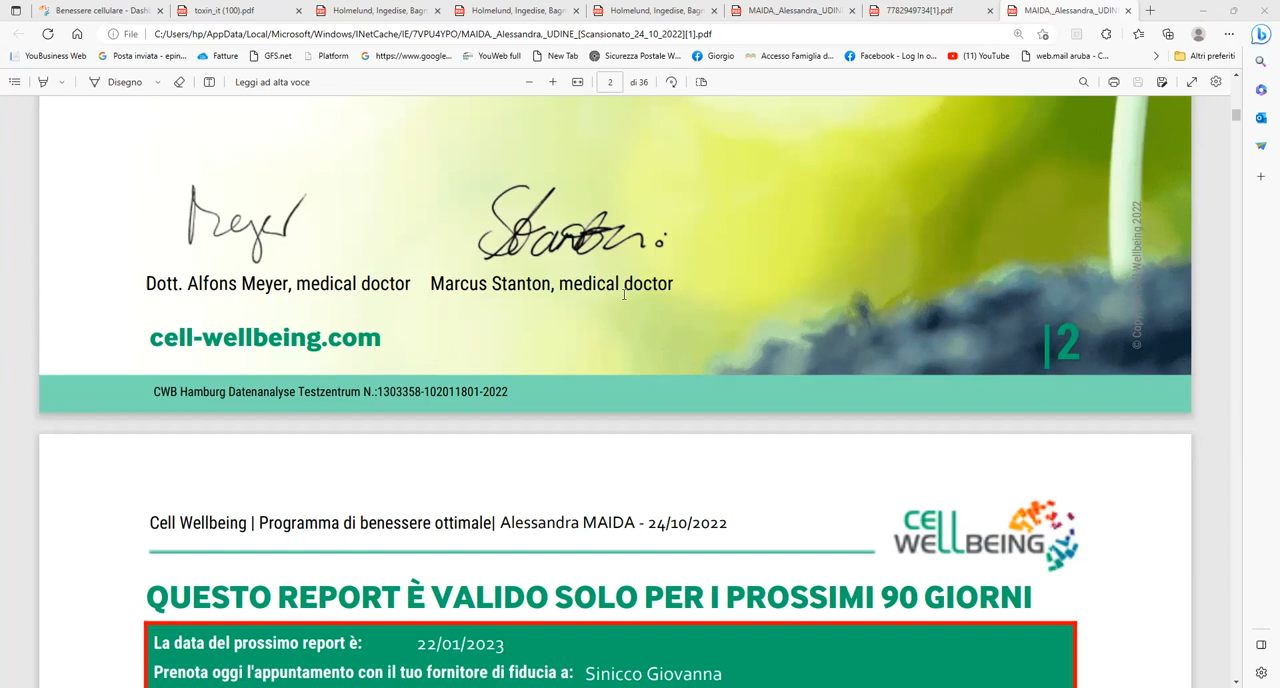 Benessere cellulare - Dash
toxin_it (100).pdf
Holmelund, Ingedise, Bagn
Holmelund, Ingedise, Bagn
Holmelund, Ingedise, Bagn
MAIDA_Alessandra_UDINE
7782949734[1].pdf
MAIDA_Alessandra._UDIN
File
C:/Users/hp/AppData/Local/Microsoft/Windows/INetCache/IE/7VPU4YPO/MAIDA_Alessandra._UDINE_[Scansionato_24_10_2022][1].pdf
YouBusiness Web
Posta inviata - epin...
Fatture
GFS.net
Platform
https://www.google...
YouWeb full
New Tab
Sicurezza Postale W...
Giorgio
Accesso Famiglia d...
Facebook - Log In o...
(11) YouTube
web.mail aruba - C...
Altri preferiti
Disegno
Leggi ad alta voce
2
di 36
Meyer
Stanton
Dott. Alfons Meyer, medical doctor
Marcus Stanton, medical doctor
cell-wellbeing.com
|2
CWB Hamburg Datenanalyse Testzentrum N.:1303358-102011801-2022
Cell Wellbeing | Programma di benessere ottimale| Alessandra MAIDA - 24/10/2022
CELL
WELLBEING
QUESTO REPORT È VALIDO SOLO PER I PROSSIMI 90 GIORNI
La data del prossimo report è: 22/01/2023
Prenota oggi l'appuntamento con il tuo fornitore di fiducia a: Sinicco Giovanna